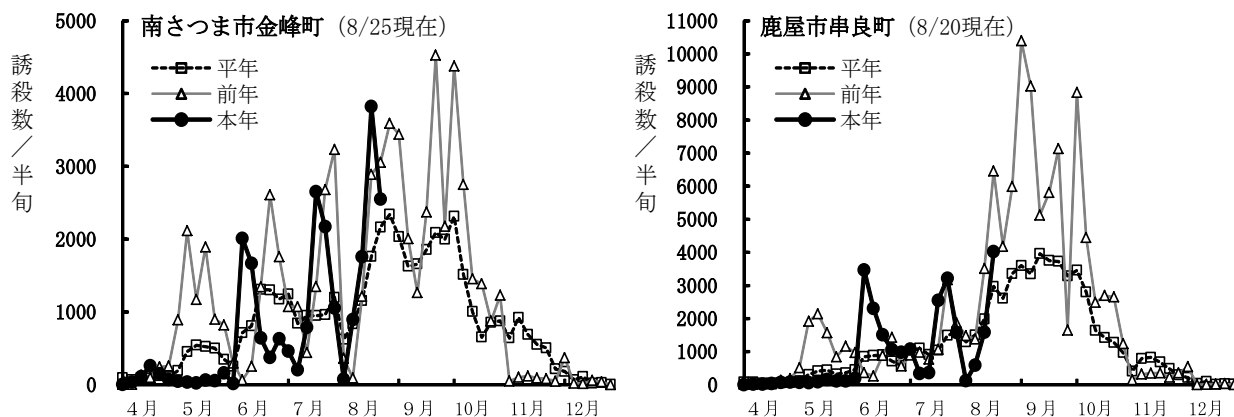 南さつま市金峰町 (8/25現在)
誘殺数／半旬
5000
4000
3000
2000
1000
0
平年
前年
本年
4月 5月 6月 7月 8月 9月 10月 11月 12月
鹿屋市串良町 (8/20現在)
誘殺数／半旬
11000
10000
9000
8000
7000
6000
5000
4000
3000
2000
1000
0
平年
前年
本年
4月 5月 6月 7月 8月 9月 10月 11月 12月